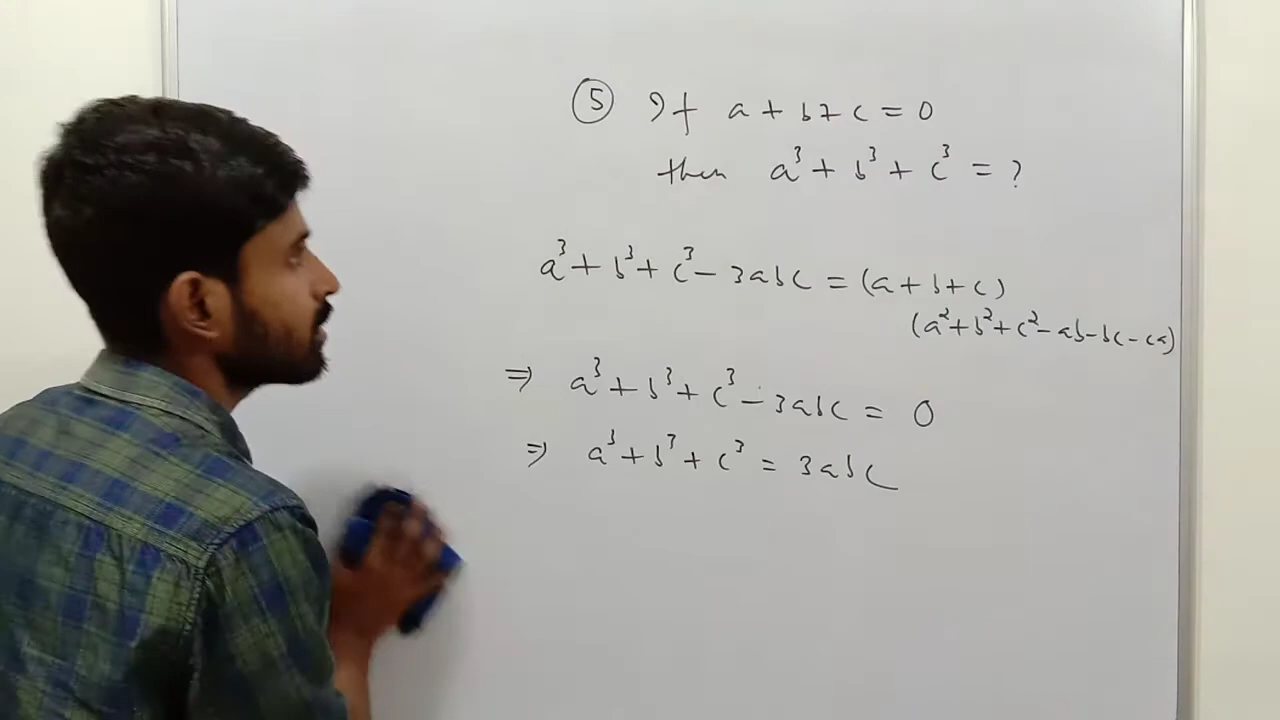 ⑤ If a + b + c = 0
then a³ + b³ + c³ = ?
a³ + b³ + c³ - 3abc = (a + b + c)
(a² + b² + c² - ab - bc - ca)
⇒ a³ + b³ + c³ - 3abc = 0
⇒ a³ + b³ + c³ = 3abc